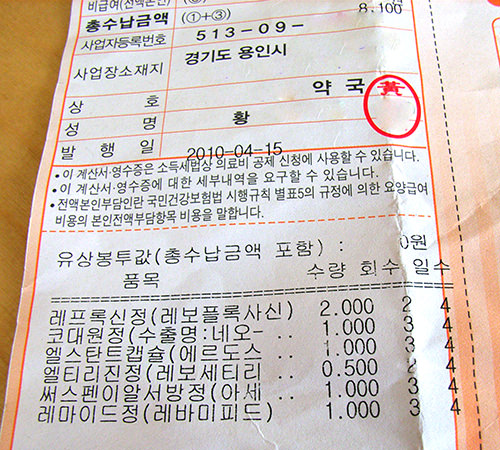 비급여(전액본인)
총수납금액 (①+③) 8,100
사업자등록번호 513-09-
사업장소재지 경기도 용인시
상 호 약국 黃
성 명 황
발 행 일 2010-04-15
• 이 계산서·영수증은 소득세법상 의료비 공제 신청에 사용할 수 있습니다.
• 이 계산서·영수증에 대한 세부내역을 요구할 수 있습니다.
• 전액본인부담이란 국민건강보험법 시행규칙 별표5의 규정에 의한 요양급여
비용의 본인전액부담항목 비용을 말합니다.
유상봉투값(총수납금액 포함) : 0원
품목 수량 회수 일수
레프록신정(레보플록사신) 2.000 2 4
코대원정(수출명:네오- .. 1.000 3 4
엘스탄트캡슐(에르도스 .. 1.000 3 4
엘티리진정(레보세티리 .. 0.500 2 4
써스펜이알서방정(아세 .. 1.000 3 4
레마이드정(레바미피드) 1.000 3 4